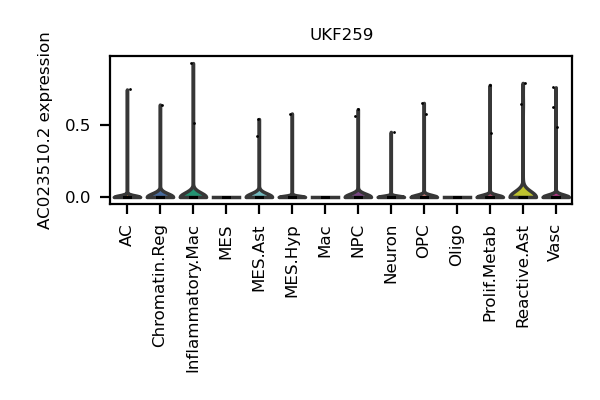 UKF259
AC023510.2 expression
0.5
0.0
AC
Chromatin.Reg
Inflammatory.Mac
MES
MES.Ast
MES.Hyp
Mac
NPC
Neuron
OPC
Oligo
Prolif.Metab
Reactive.Ast
Vasc